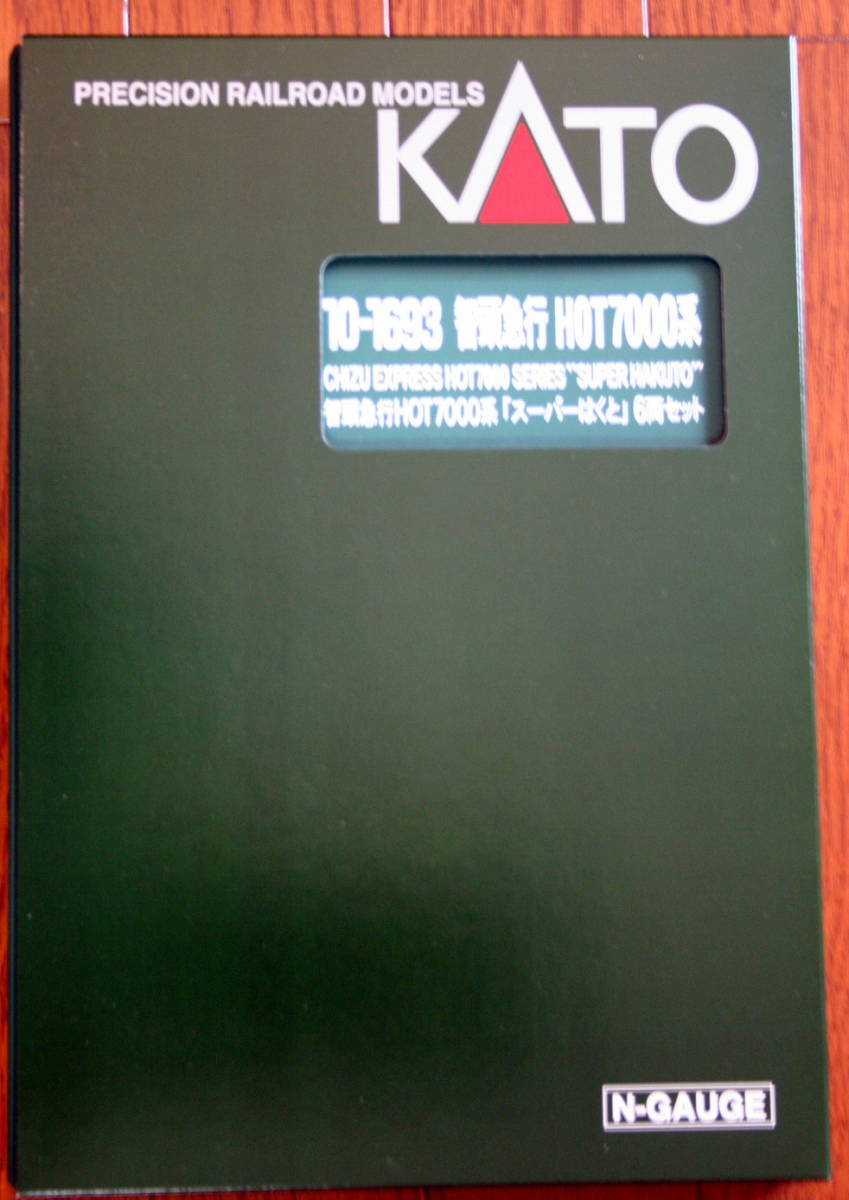 PRECISION RAILROAD MODELS
KATO
10-1693 智頭急行 HOT7000系
CHIZU EXPRESS HOT7000 SERIES "SUPER HAKUTO"
智頭急行HOT7000系「スーパーはくと」6両セット
N-GAUGE